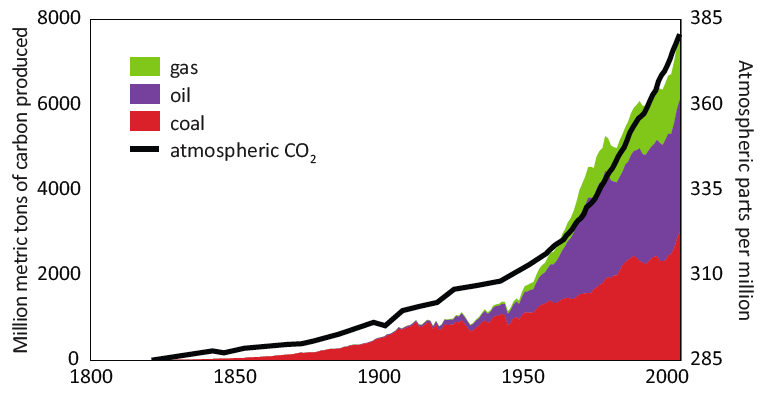 Million metric tons of carbon produced
8000
6000
4000
2000
0
gas
oil
coal
atmospheric CO₂
385
360
335
310
285
Atmospheric parts per million
1800
1850
1900
1950
2000